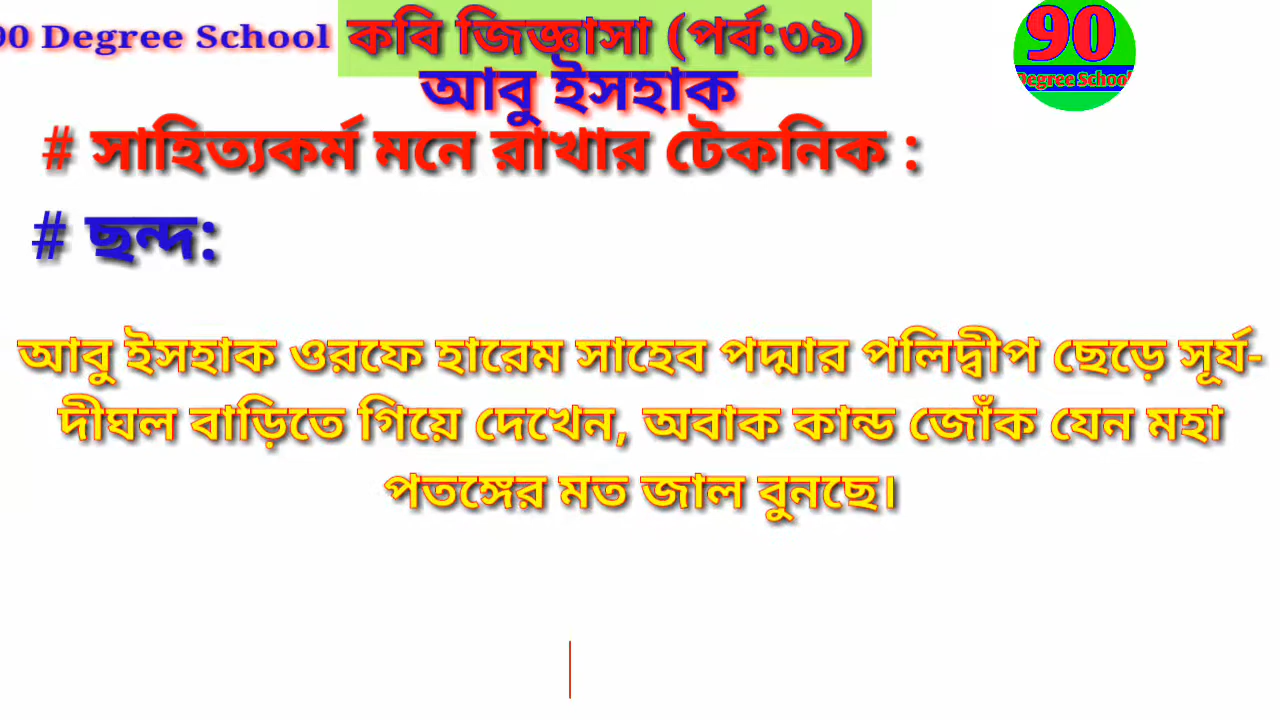 90 Degree School
কবি জিজ্ঞাসা (পর্ব:৩৯)
90
Degree School
আবু ইসহাক
# সাহিত্যকর্ম মনে রাখার টেকনিক :
# ছন্দ:
আবু ইসহাক ওরফে হারেম সাহেব পদ্মার পলিদ্বীপ ছেড়ে সূর্য-
দীঘল বাড়িতে গিয়ে দেখেন, অবাক কান্ড জোঁক যেন মহা
পতঙ্গের মত জাল বুনছে।